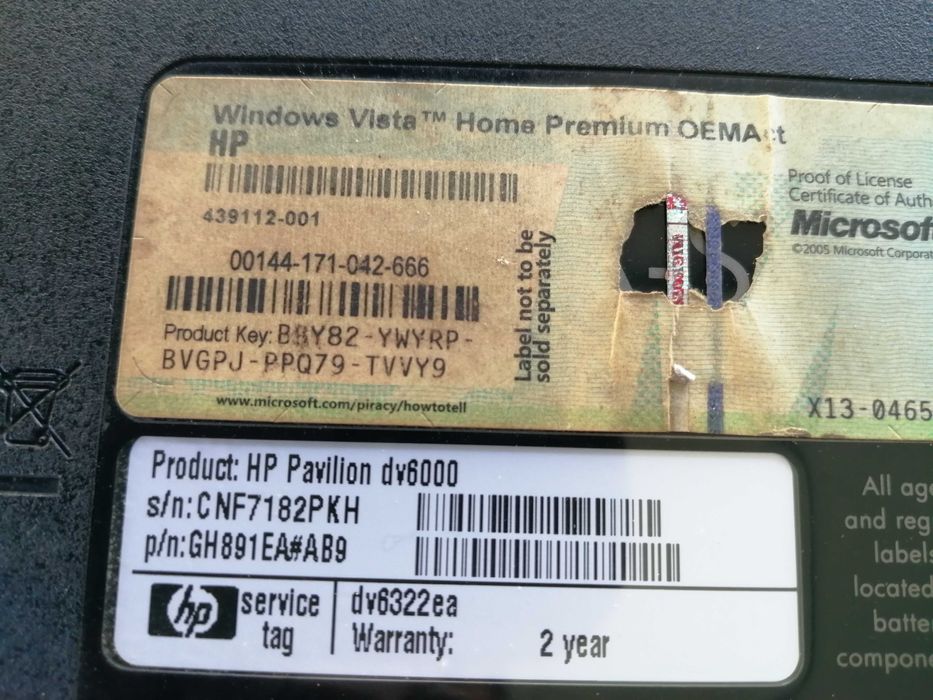 Windows Vista™ Home Premium OEMAct
HP
439112-001
00144-171-042-666
Product Key: YWYRP-
BVGPJ-PPQ79-TVVY9
www.microsoft.com/piracy/howtotell
Label not to be
sold separately
Proof of License
Certificate of Auth
Microsof
©2005 Microsoft Corporat
X13-0465
Product: HP Pavilion dv6000
s/n:CNF7182PKH
p/n:GH891EA#AB9
hp
service
tag
dv6322ea
Warranty: 2 year
All age
and reg
labels
located
batte
compone